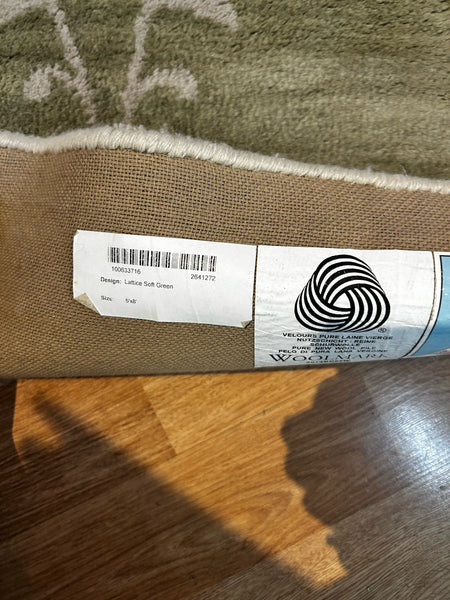 100633716 2641272
Design: Lattice Soft Green
Size: 5'x8'
®
VELOURS PURE LAINE VIERGE
NUTZSCHICHT - REINE
SCHURWOLLE
PURE NEW WOOL PILE
PELO DI PURA LANA VERGINE
WOOLMARK